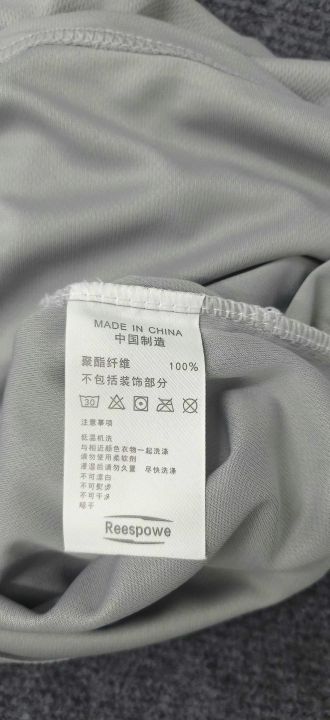 MADE IN CHINA
中国制造
聚酯纤维 100%
不包括装饰部分
30
注意事项
低温机洗
与相近颜色衣物一起洗涤
请勿使用柔软剂
浸湿后请勿久置 尽快洗涤
不可漂白
不可熨烫
不可干洗
晾干
Reespowe